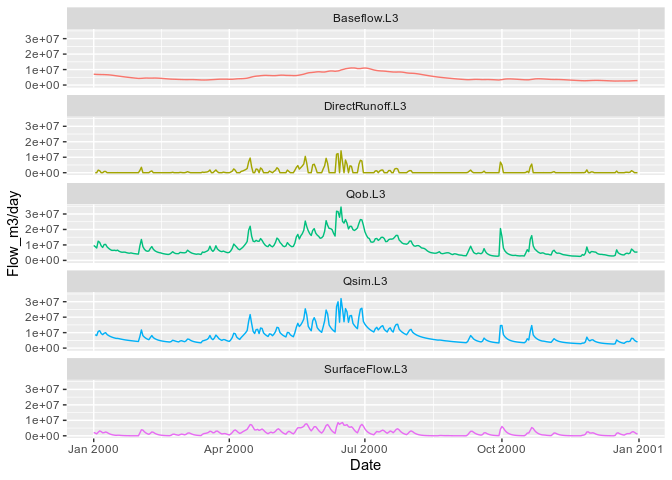 Baseflow.L3
3e+07
2e+07
1e+07
0e+00
DirectRunoff.L3
3e+07
2e+07
1e+07
0e+00
Qob.L3
3e+07
2e+07
1e+07
0e+00
Qsim.L3
3e+07
2e+07
1e+07
0e+00
SurfaceFlow.L3
3e+07
2e+07
1e+07
0e+00
Flow_m3/day
Jan 2000 Apr 2000 Jul 2000 Oct 2000 Jan 2001
Date